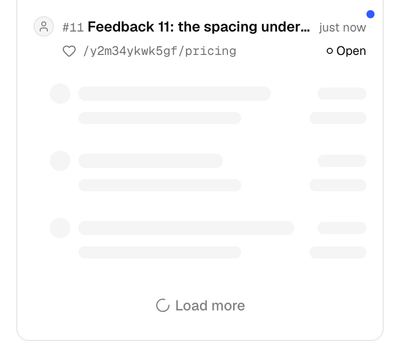 #11 Feedback 11: the spacing under... just now
/y2m34ykwk5gf/pricing Open
Load more